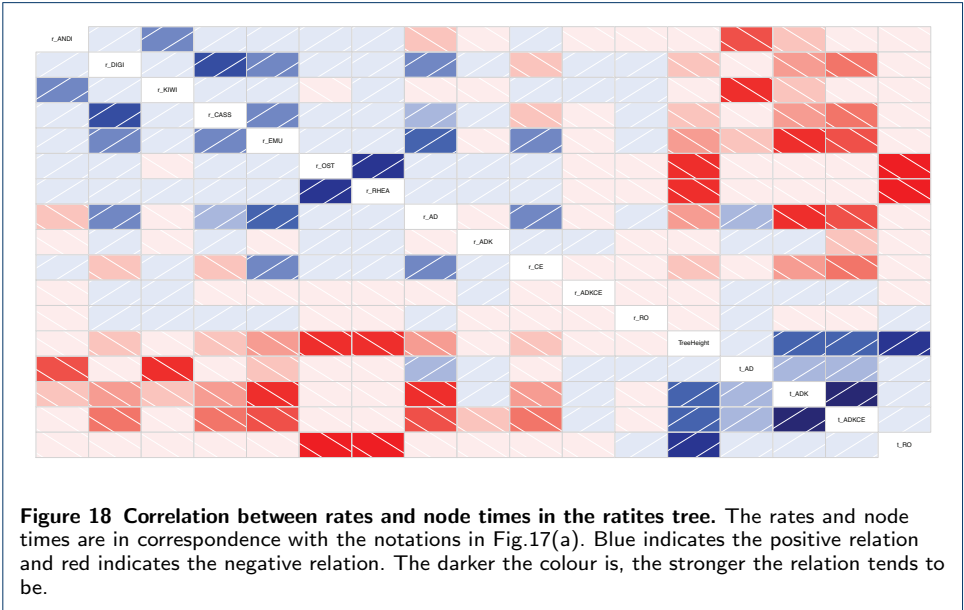 r_ANDI
r_DIGI
r_KIWI
r_CASS
r_EMU
r_OST
r_RHEA
r_AD
r_ADK
r_CE
r_ADKCE
r_RO
TreeHeight
t_AD
t_ADK
t_ADKCE
t_RO
Figure 18 Correlation between rates and node times in the ratites tree. The rates and node
times are in correspondence with the notations in Fig.17(a). Blue indicates the positive relation
and red indicates the negative relation. The darker the colour is, the stronger the relation tends to
be.